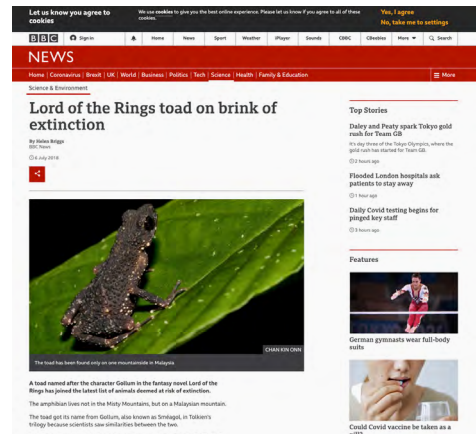 Let us know you agree to cookies
We use cookies to give you the best online experience. Please let us know if you agree to all of these cookies.
Yes, I agree
No, take me to settings
BBC
Sign in
Home
News
Sport
Weather
iPlayer
Sounds
CBBC
CBeebies
More
Search
NEWS
Home | Coronavirus | Brexit | UK | World | Business | Politics | Tech | Science | Health | Family & Education
More
Science & Environment
Lord of the Rings toad on brink of
extinction
By Helen Briggs
BBC News
6 July 2018
CHAN KIN ONN
The toad has been found only on one mountainside in Malaysia
A toad named after the character Gollum in the fantasy novel Lord of the
Rings has joined the latest list of animals deemed at risk of extinction.
The amphibian lives not in the Misty Mountains, but on a Malaysian mountain.
The toad got its name from Gollum, also known as Sméagol, in Tolkien's
trilogy because scientists saw similarities between the two.
Top Stories
Daley and Peaty spark Tokyo gold
rush for Team GB
It's day three of the Tokyo Olympics, where the
gold rush has started for Team GB.
2 hours ago
Flooded London hospitals ask
patients to stay away
1 hour ago
Daily Covid testing begins for
pinged key staff
3 hours ago
Features
German gymnasts wear full-body
suits
Could Covid vaccine be taken as a